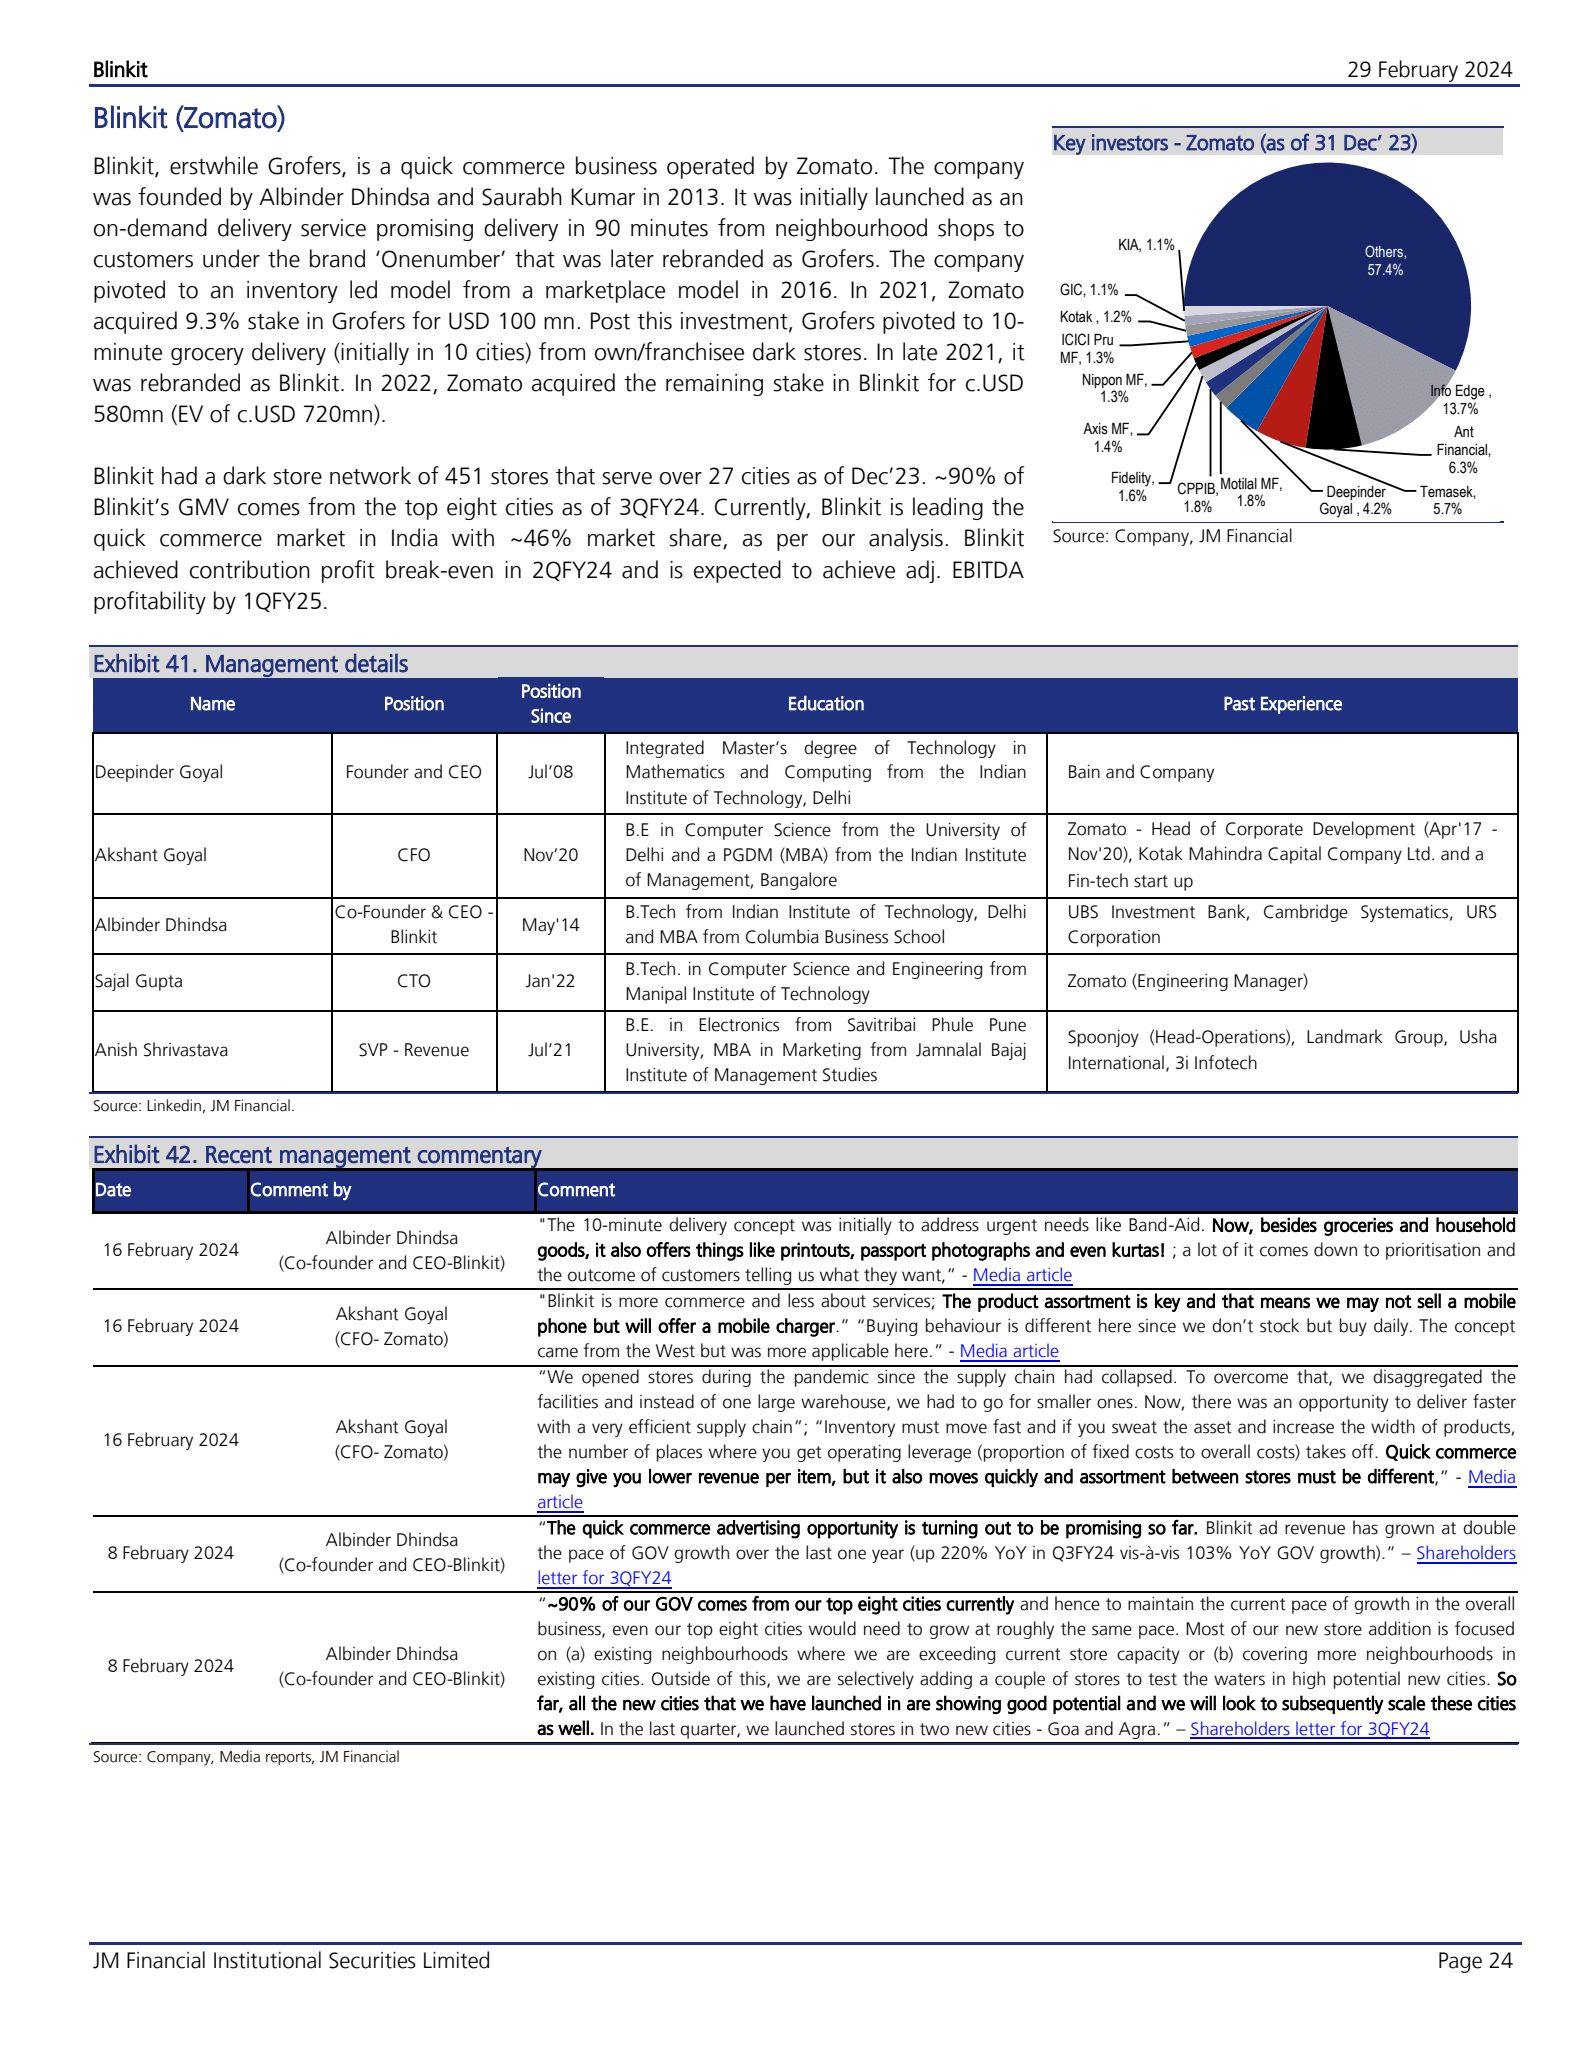 Blinkit
29 February 2024
Blinkit (Zomato)
Blinkit, erstwhile Grofers, is a quick commerce business operated by Zomato. The company
was founded by Albinder Dhindsa and Saurabh Kumar in 2013. It was initially launched as an
on-demand delivery service promising delivery in 90 minutes from neighbourhood shops to
customers under the brand ‘Onenumber’ that was later rebranded as Grofers. The company
pivoted to an inventory led model from a marketplace model in 2016. In 2021, Zomato
acquired 9.3% stake in Grofers for USD 100 mn. Post this investment, Grofers pivoted to 10-
minute grocery delivery (initially in 10 cities) from own/franchisee dark stores. In late 2021, it
was rebranded as Blinkit. In 2022, Zomato acquired the remaining stake in Blinkit for c.USD
580mn (EV of c.USD 720mn).
Blinkit had a dark store network of 451 stores that serve over 27 cities as of Dec’23. ~90% of
Blinkit’s GMV comes from the top eight cities as of 3QFY24. Currently, Blinkit is leading the
quick commerce market in India with ~46% market share, as per our analysis. Blinkit
achieved contribution profit break-even in 2QFY24 and is expected to achieve adj. EBITDA
profitability by 1QFY25.
Key investors - Zomato (as of 31 Dec’ 23)
Others,
57.4%
Info Edge ,
13.7%
Ant
Financial,
6.3%
Temasek,
5.7%
Deepinder
Goyal , 4.2%
Motilal MF,
1.8%
CPPIB,
1.8%
Fidelity,
1.6%
Axis MF,
1.4%
Nippon MF,
1.3%
ICICI Pru
MF, 1.3%
Kotak , 1.2%
GIC, 1.1%
KIA, 1.1%
Source: Company, JM Financial
Exhibit 41. Management details
Name
Position
Position
Since
Education
Past Experience
Deepinder Goyal
Founder and CEO
Jul’08
Integrated Master’s degree of Technology in
Mathematics and Computing from the Indian
Institute of Technology, Delhi
Bain and Company
Akshant Goyal
CFO
Nov’20
B.E in Computer Science from the University of
Delhi and a PGDM (MBA) from the Indian Institute
of Management, Bangalore
Zomato - Head of Corporate Development (Apr'17 -
Nov'20), Kotak Mahindra Capital Company Ltd. and a
Fin-tech start up
Albinder Dhindsa
Co-Founder & CEO -
Blinkit
May'14
B.Tech from Indian Institute of Technology, Delhi
and MBA from Columbia Business School
UBS Investment Bank, Cambridge Systematics, URS
Corporation
Sajal Gupta
CTO
Jan'22
B.Tech. in Computer Science and Engineering from
Manipal Institute of Technology
Zomato (Engineering Manager)
Anish Shrivastava
SVP - Revenue
Jul’21
B.E. in Electronics from Savitribai Phule Pune
University, MBA in Marketing from Jamnalal Bajaj
Institute of Management Studies
Spoonjoy (Head-Operations), Landmark Group, Usha
International, 3i Infotech
Source: Linkedin, JM Financial.
Exhibit 42. Recent management commentary
Date
Comment by
Comment
16 February 2024
Albinder Dhindsa
(Co-founder and CEO-Blinkit)
"The 10-minute delivery concept was initially to address urgent needs like Band-Aid. Now, besides groceries and household
goods, it also offers things like printouts, passport photographs and even kurtas! ; a lot of it comes down to prioritisation and
the outcome of customers telling us what they want,” - Media article
16 February 2024
Akshant Goyal
(CFO- Zomato)
"Blinkit is more commerce and less about services; The product assortment is key and that means we may not sell a mobile
phone but will offer a mobile charger.” “Buying behaviour is different here since we don’t stock but buy daily. The concept
came from the West but was more applicable here.” - Media article
16 February 2024
Akshant Goyal
(CFO- Zomato)
“We opened stores during the pandemic since the supply chain had collapsed. To overcome that, we disaggregated the
facilities and instead of one large warehouse, we had to go for smaller ones. Now, there was an opportunity to deliver faster
with a very efficient supply chain”; “Inventory must move fast and if you sweat the asset and increase the width of products,
the number of places where you get operating leverage (proportion of fixed costs to overall costs) takes off. Quick commerce
may give you lower revenue per item, but it also moves quickly and assortment between stores must be different,” - Media
article
8 February 2024
Albinder Dhindsa
(Co-founder and CEO-Blinkit)
“The quick commerce advertising opportunity is turning out to be promising so far. Blinkit ad revenue has grown at double
the pace of GOV growth over the last one year (up 220% YoY in Q3FY24 vis-à-vis 103% YoY GOV growth).” – Shareholders
letter for 3QFY24
8 February 2024
Albinder Dhindsa
(Co-founder and CEO-Blinkit)
“~90% of our GOV comes from our top eight cities currently and hence to maintain the current pace of growth in the overall
business, even our top eight cities would need to grow at roughly the same pace. Most of our new store addition is focused
on (a) existing neighbourhoods where we are exceeding current store capacity or (b) covering more neighbourhoods in
existing cities. Outside of this, we are selectively adding a couple of stores to test the waters in high potential new cities. So
far, all the new cities that we have launched in are showing good potential and we will look to subsequently scale these cities
as well. In the last quarter, we launched stores in two new cities - Goa and Agra.” – Shareholders letter for 3QFY24
Source: Company, Media reports, JM Financial
JM Financial Institutional Securities Limited
Page 24